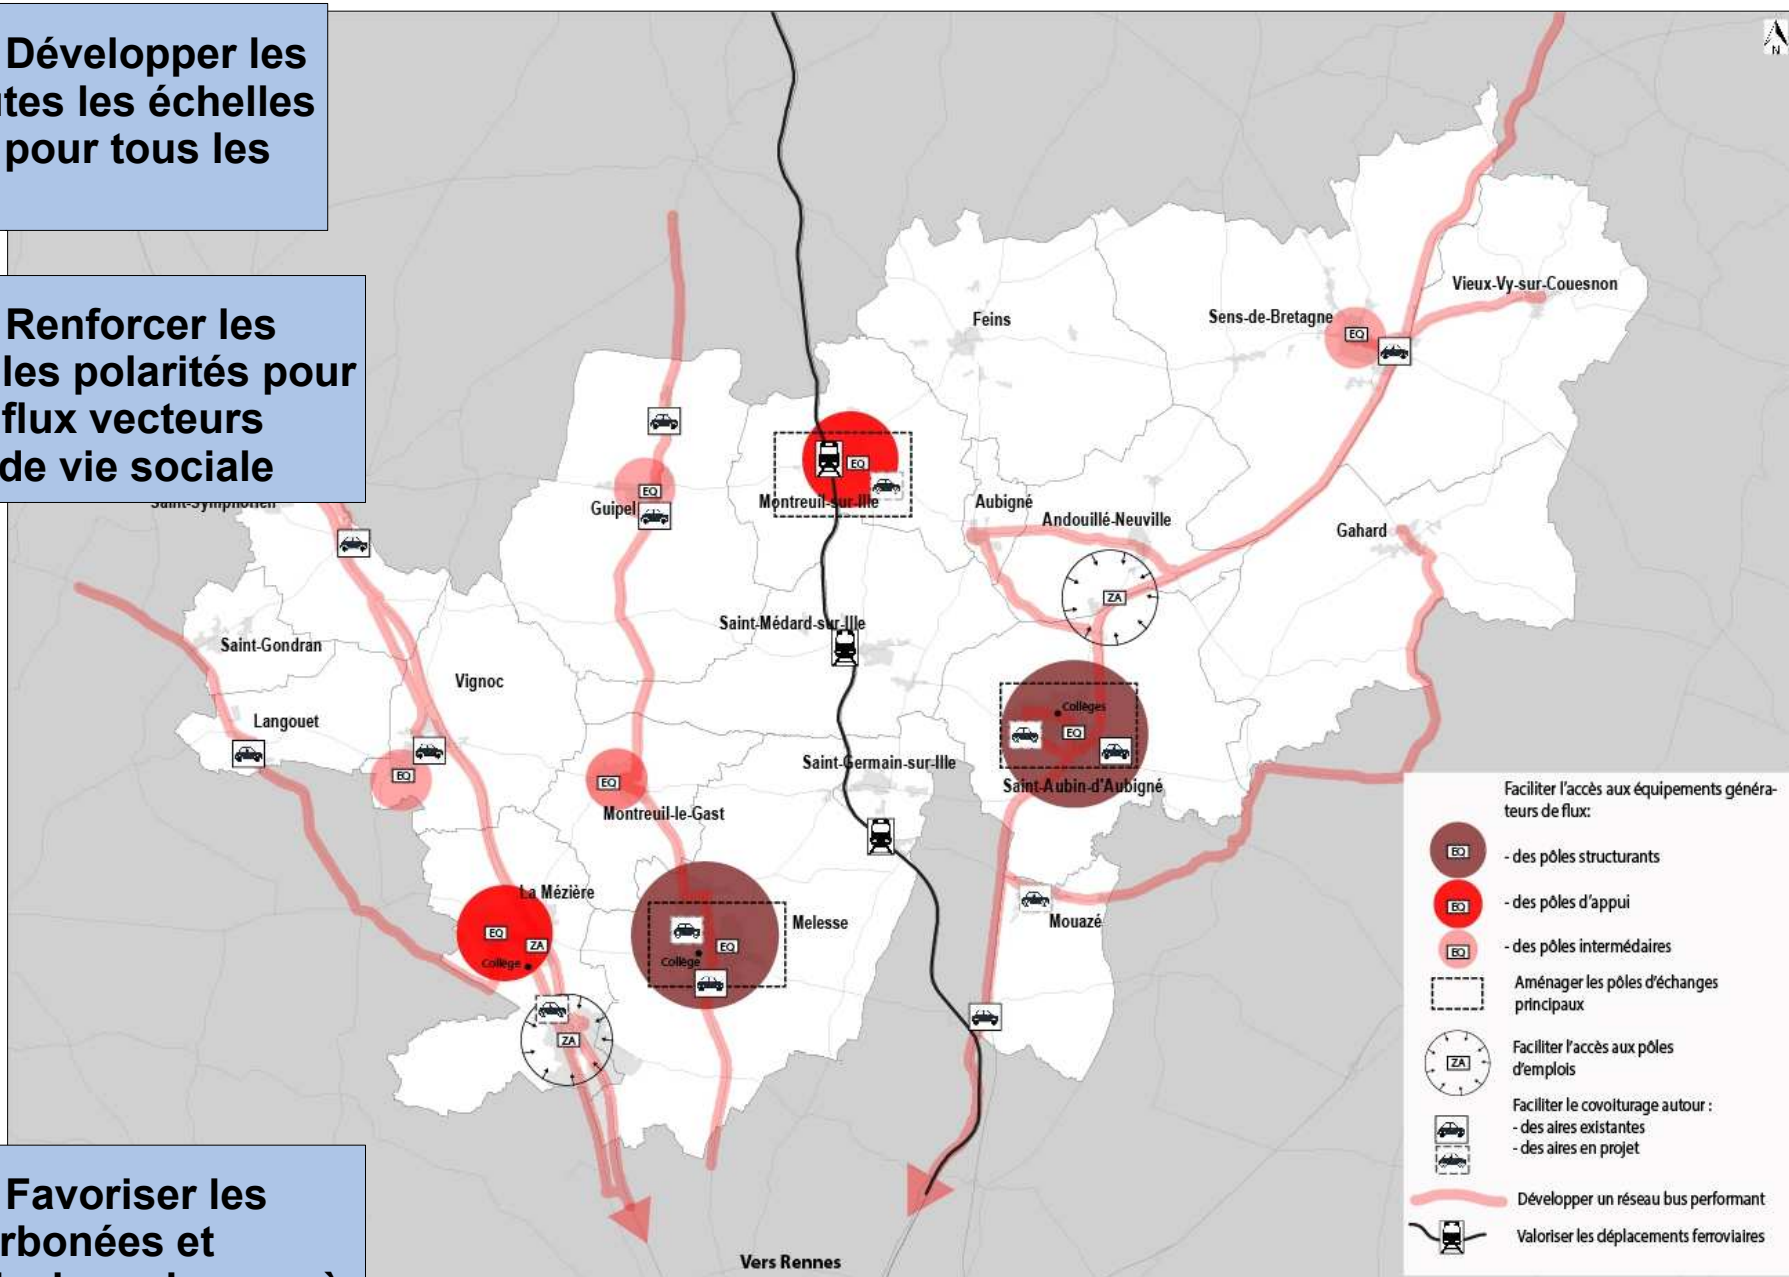 Développer les
utes les échelles
pour tous les
Renforcer les
les polarités pour
flux vecteurs
de vie sociale
Favoriser les
rbonées et
N
Vieux-Vy-sur-Couesnon
Sens-de-Bretagne
EQ
Feins
EQ
Guipel
EQ
Montreuil-sur-Ille
Aubigné
Andouillé-Neuville
Gahard
Saint-Symphorien
ZA
Saint-Médard-sur-Ille
Saint-Gondran
Vignoc
Langouet
Collèges
EQ
Saint-Germain-sur-Ille
Saint-Aubin-d'Aubigné
EQ
EQ
Montreuil-le-Gast
La Mézière
EQ
ZA
Collège
Melesse
EQ
Collège
Mouazé
ZA
Vers Rennes
Faciliter l'accès aux équipements généra-
teurs de flux:
EQ - des pôles structurants
EQ - des pôles d'appui
EQ - des pôles intermédaires
Aménager les pôles d'échanges
principaux
Faciliter l'accès aux pôles
ZA d'emplois
Faciliter le covoiturage autour :
- des aires existantes
- des aires en projet
Développer un réseau bus performant
Valoriser les déplacements ferroviaires